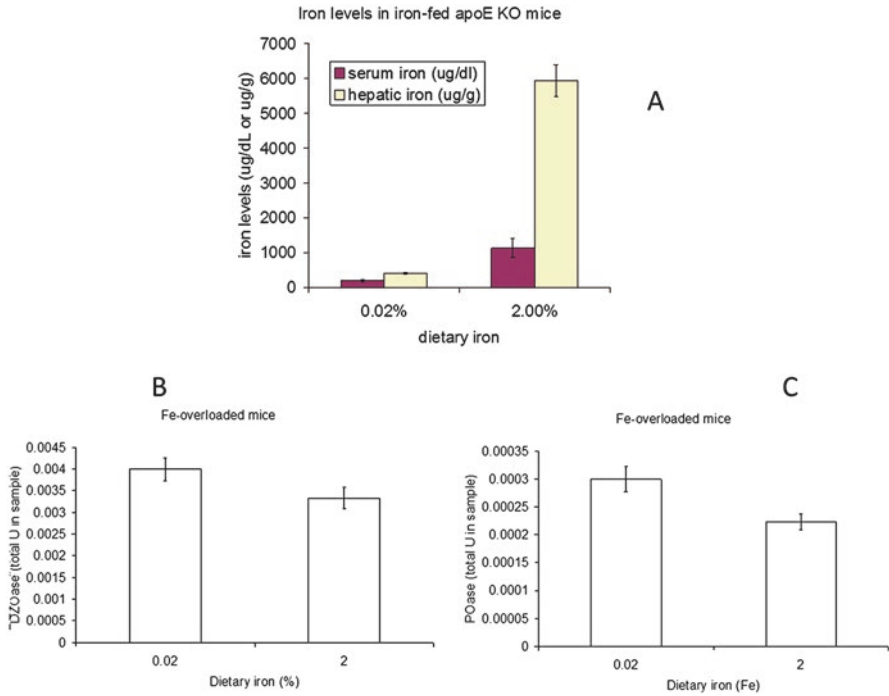 Iron levels in iron-fed apoE KO mice
7000
6000
5000
4000
3000
2000
1000
0
iron levels (ug/dL or ug/g)
serum iron (ug/dl)
hepatic iron (ug/g)
A
0.02%
2.00%
dietary iron
B
Fe-overloaded mice
0.0045
0.004
0.0035
0.003
0.0025
0.002
0.0015
0.001
0.0005
0
(total U in sample)
0.02
2
Dietary iron (%)
C
Fe-overloaded mice
0.00035
0.0003
0.00025
0.0002
0.00015
0.0001
0.00005
0
POase (total U in sample)
0.02
2
Dietary iron (Fe)